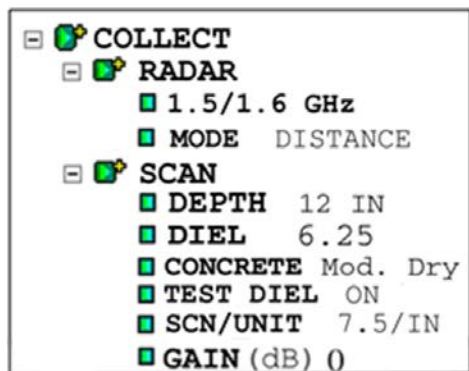 COLLECT
RADAR
1.5/1.6 GHz
MODE DISTANCE
SCAN
DEPTH 12 IN
DIEL 6.25
CONCRETE Mod. Dry
TEST DIEL ON
SCN/UNIT 7.5/IN
GAIN (dB) 0